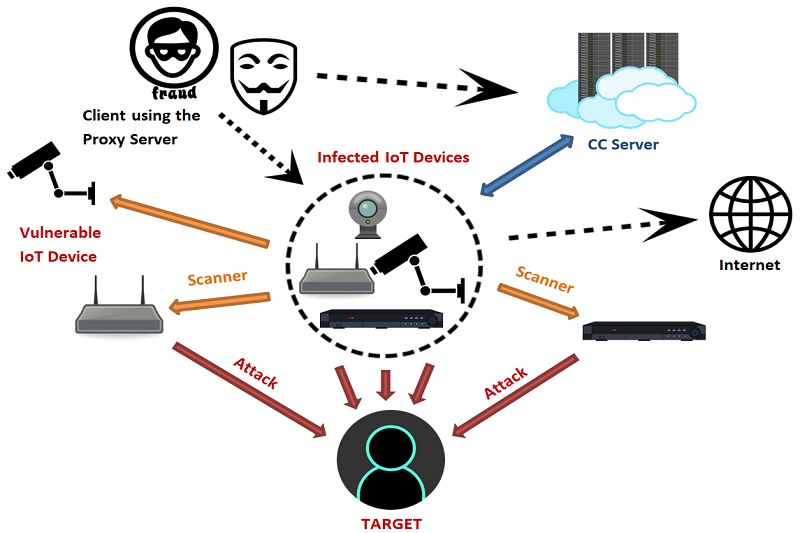 fraud
Client using the
Proxy Server
CC Server
Infected IoT Devices
Vulnerable
IoT Device
Internet
Scanner
Scanner
Attack
Attack
TARGET